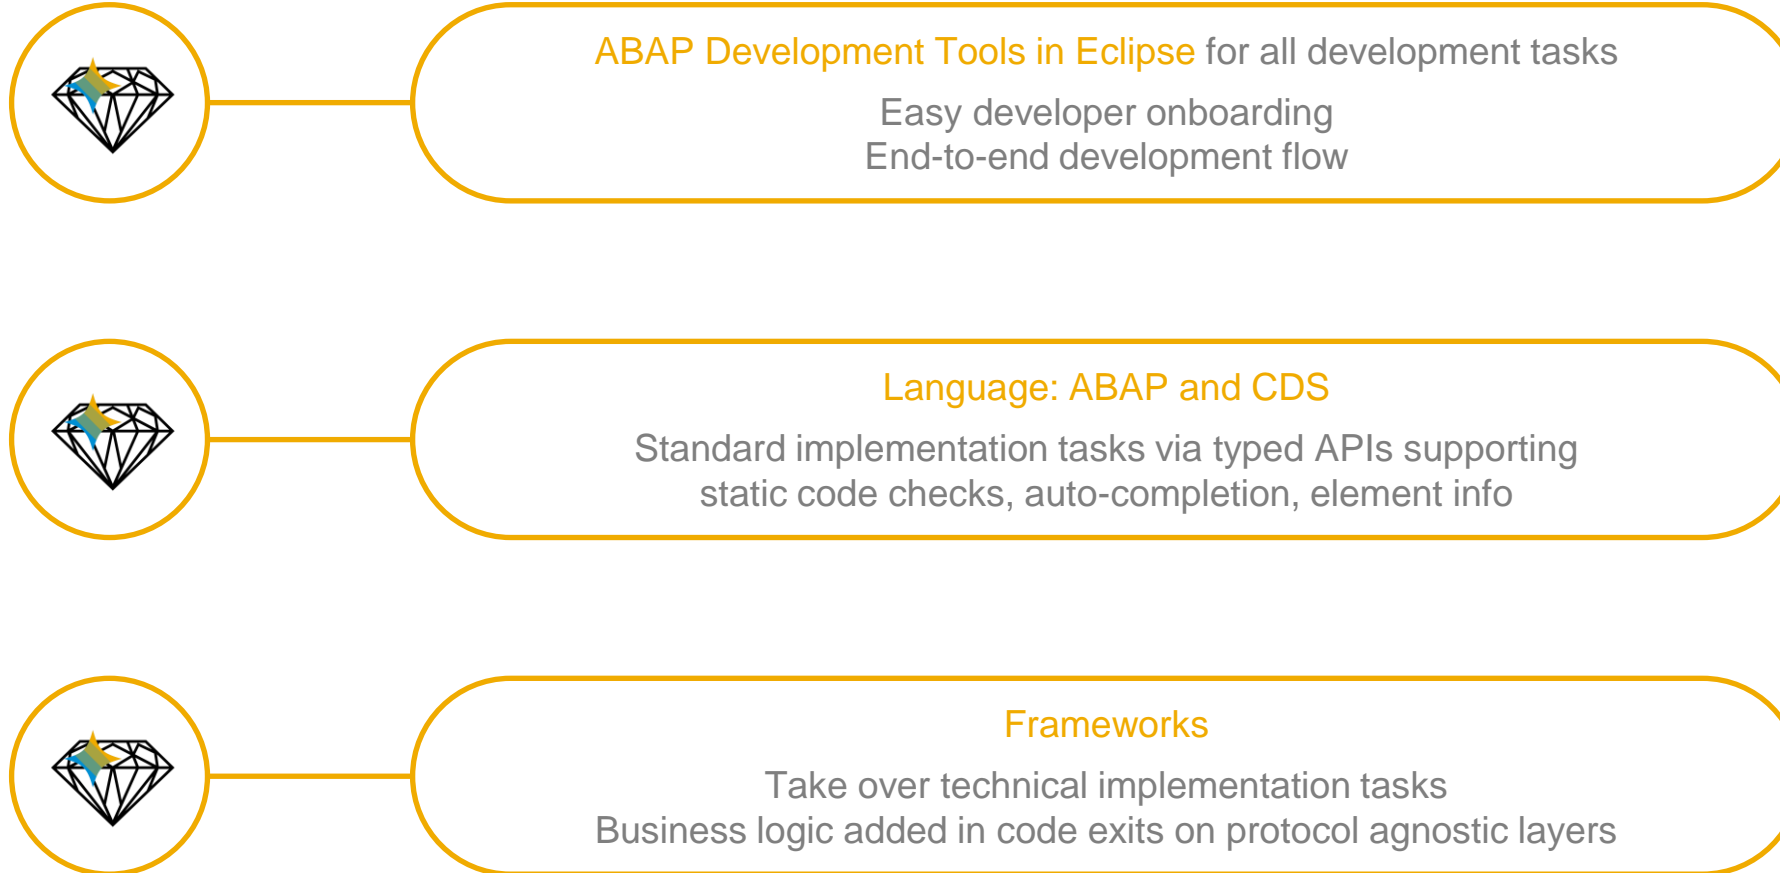 ABAP Development Tools in Eclipse for all development tasks
Easy developer onboarding
End-to-end development flow
Language: ABAP and CDS
Standard implementation tasks via typed APIs supporting
static code checks, auto-completion, element info
Frameworks
Take over technical implementation tasks
Business logic added in code exits on protocol agnostic layers